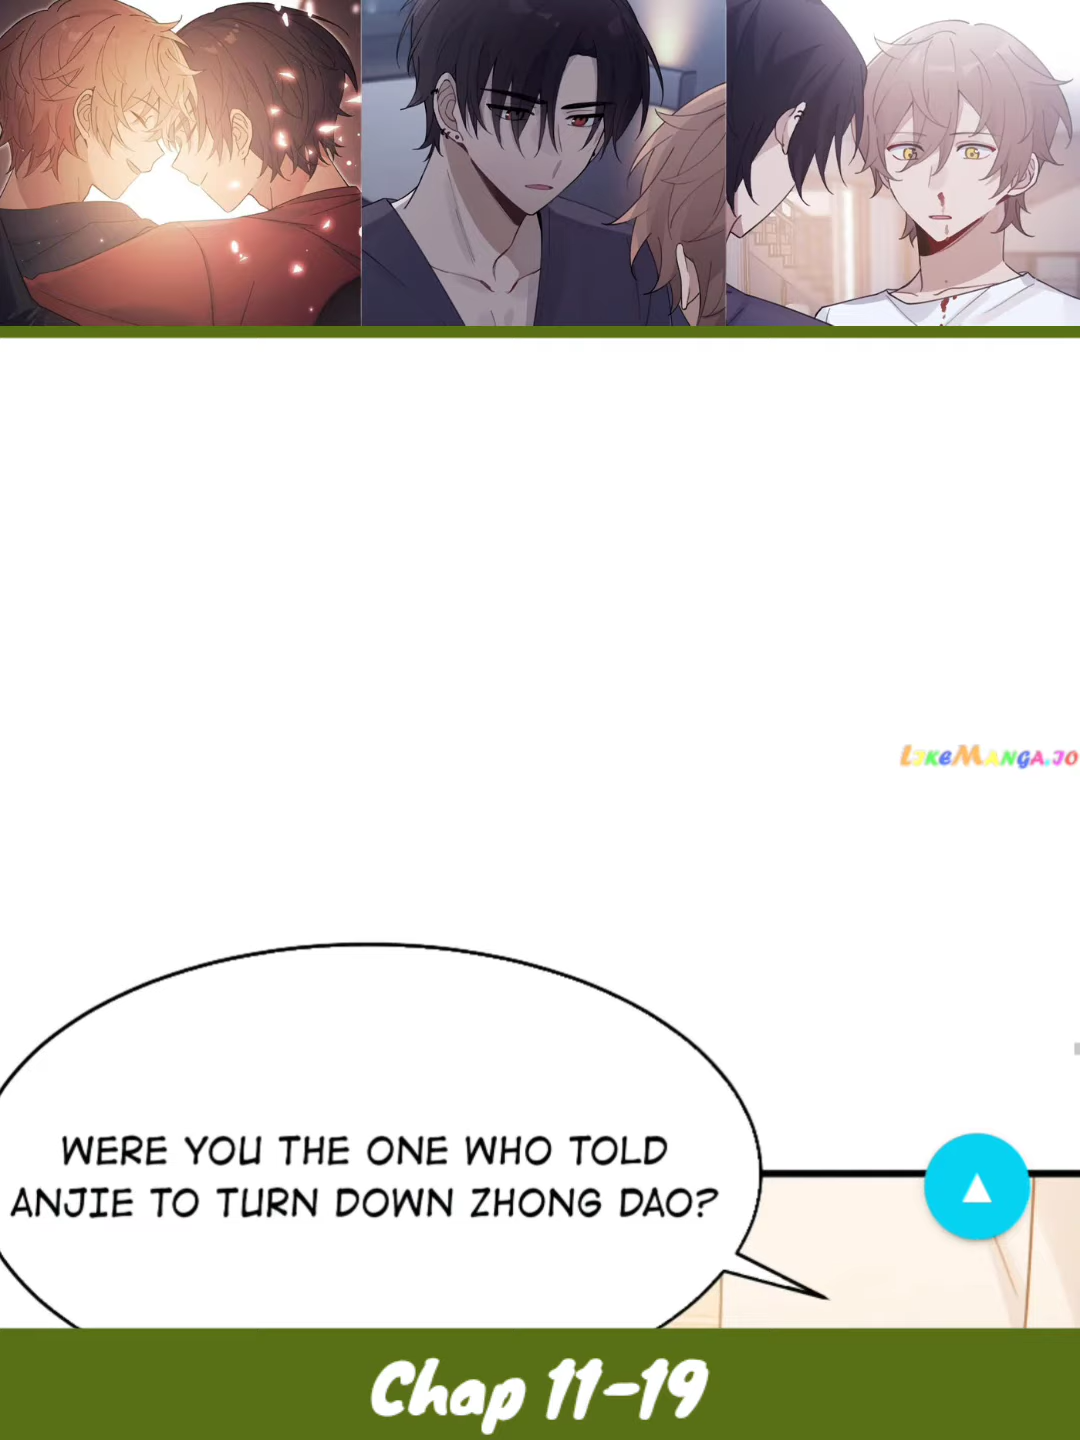 LIKEMANGA.IO
WERE YOU THE ONE WHO TOLD
ANJIE TO TURN DOWN ZHONG DAO?
Chap 11-19